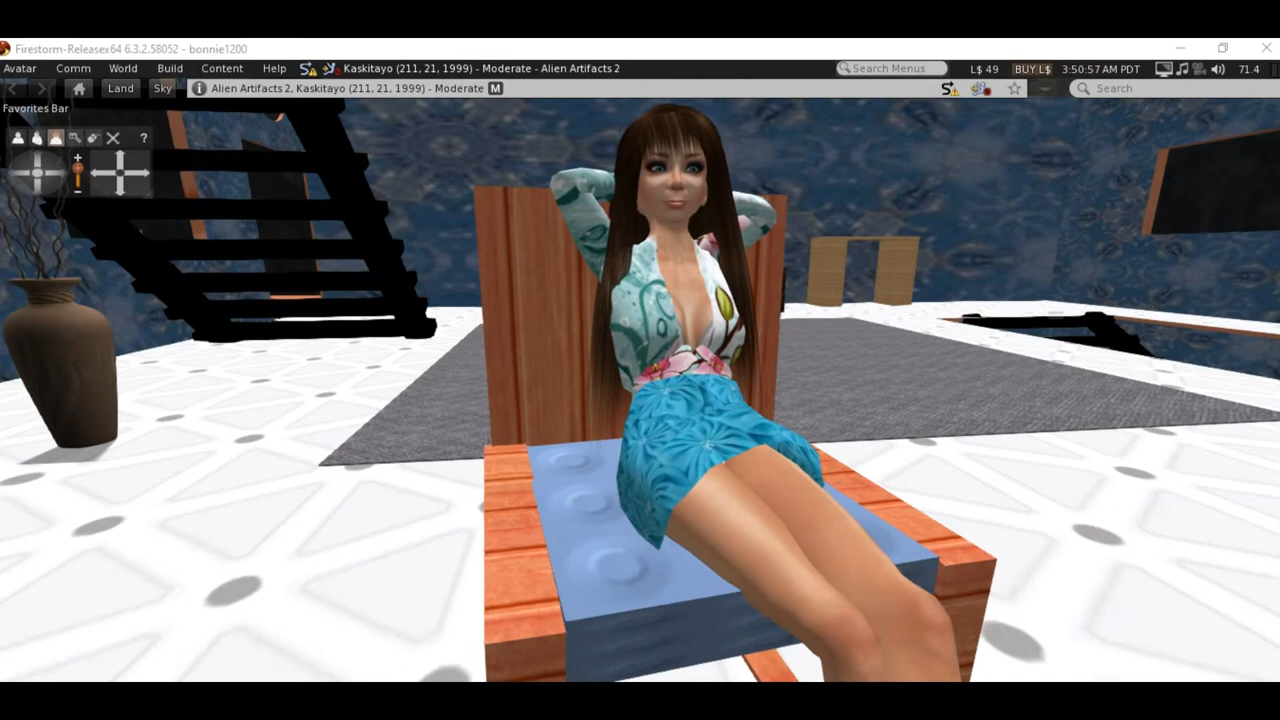 Firestorm-Releasex64 6.3.2.58052 - bonnie1200
Avatar Comm World Build Content Help Kaskitayo (211, 21, 1999) - Moderate - Alien Artifacts 2 Search Menus L$ 49 BUY L$ 3:50:57 AM PDT 71.4
Land Sky Alien Artifacts 2, Kaskitayo (211, 21, 1999) - Moderate M Search
Favorites Bar
?